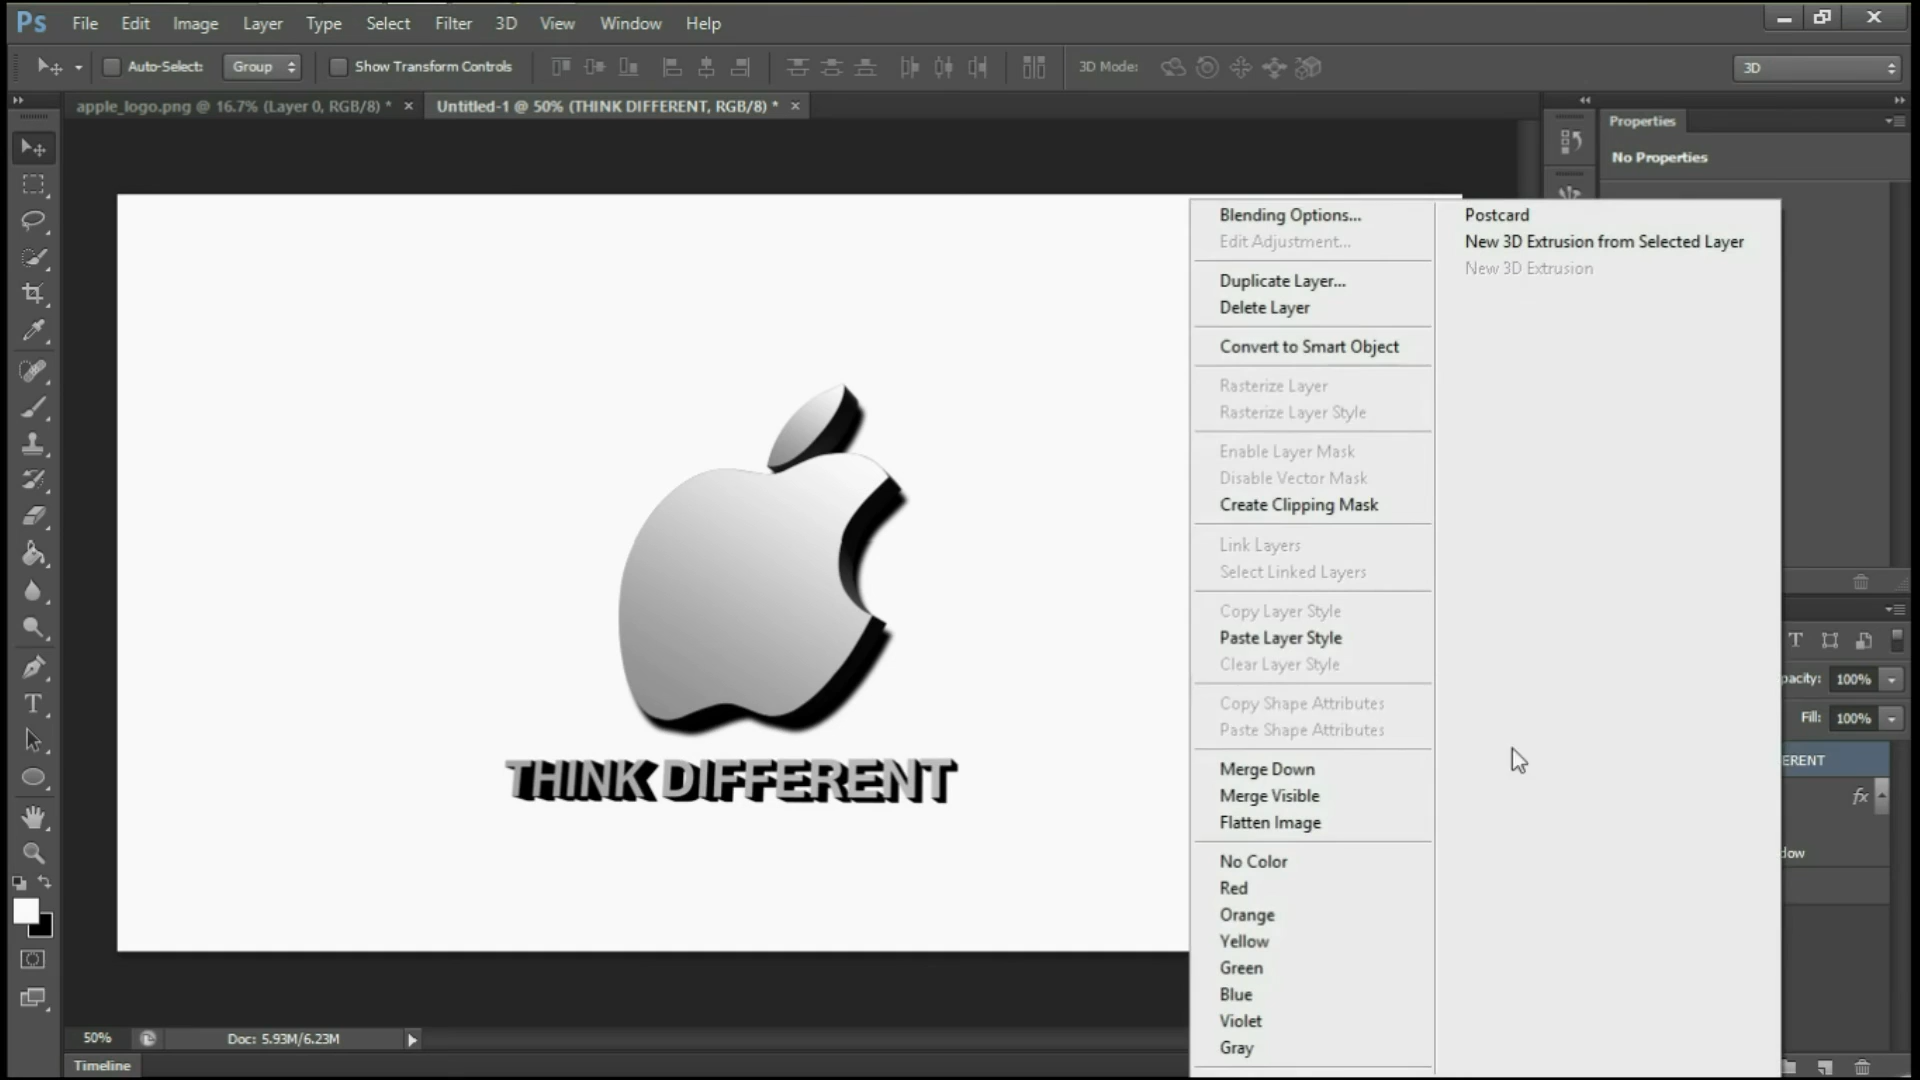 Ps File Edit Image Layer Type Select Filter 3D View Window Help
Auto-Select: Group Show Transform Controls 3D Mode: 3D
apple_logo.png @ 16.7% (Layer 0, RGB/8) * × Untitled-1 @ 50% (THINK DIFFERENT, RGB/8) * ×
Properties
No Properties
Blending Options...
Edit Adjustment...
Duplicate Layer...
Delete Layer
Convert to Smart Object
Rasterize Layer
Rasterize Layer Style
Enable Layer Mask
Disable Vector Mask
Create Clipping Mask
Link Layers
Select Linked Layers
Copy Layer Style
Paste Layer Style
Clear Layer Style
Copy Shape Attributes
Paste Shape Attributes
Merge Down
Merge Visible
Flatten Image
No Color
Red
Orange
Yellow
Green
Blue
Violet
Gray
Postcard
New 3D Extrusion from Selected Layer
New 3D Extrusion
THINK DIFFERENT
T
pacity: 100%
Fill: 100%
ERENT
fx
dow
T
50% Doc: 5.93M/6.23M
Timeline